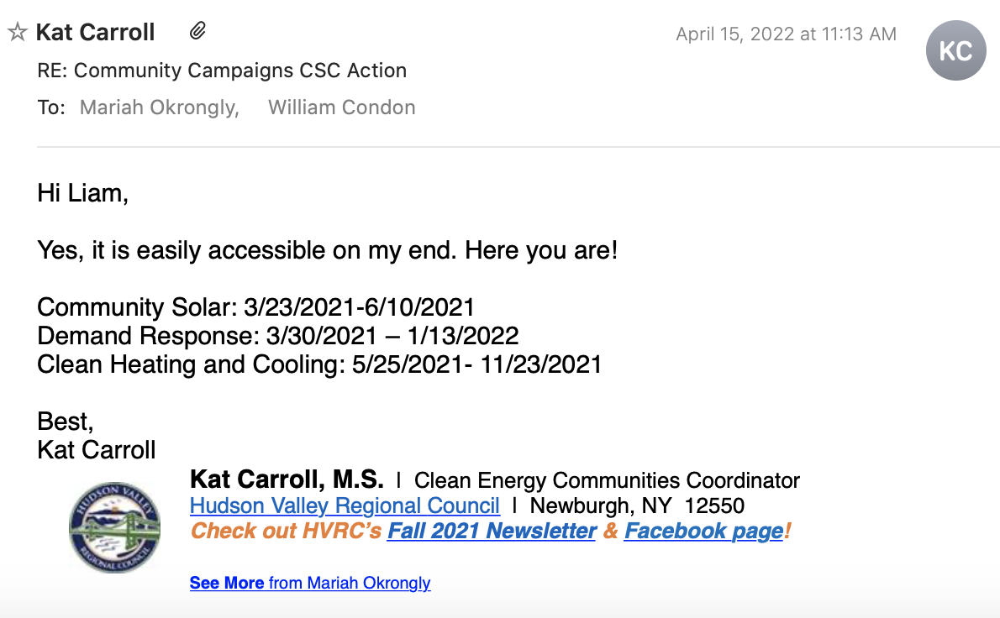 Kat Carroll
April 15, 2022 at 11:13 AM
KC
RE: Community Campaigns CSC Action
To: Mariah Okrongly, William Condon
Hi Liam,
Yes, it is easily accessible on my end. Here you are!
Community Solar: 3/23/2021-6/10/2021
Demand Response: 3/30/2021 – 1/13/2022
Clean Heating and Cooling: 5/25/2021- 11/23/2021
Best,
Kat Carroll
HUDSON VALLEY
REGIONAL COUNCIL
Kat Carroll, M.S. | Clean Energy Communities Coordinator
Hudson Valley Regional Council | Newburgh, NY 12550
Check out HVRC’s Fall 2021 Newsletter & Facebook page!
See More from Mariah Okrongly